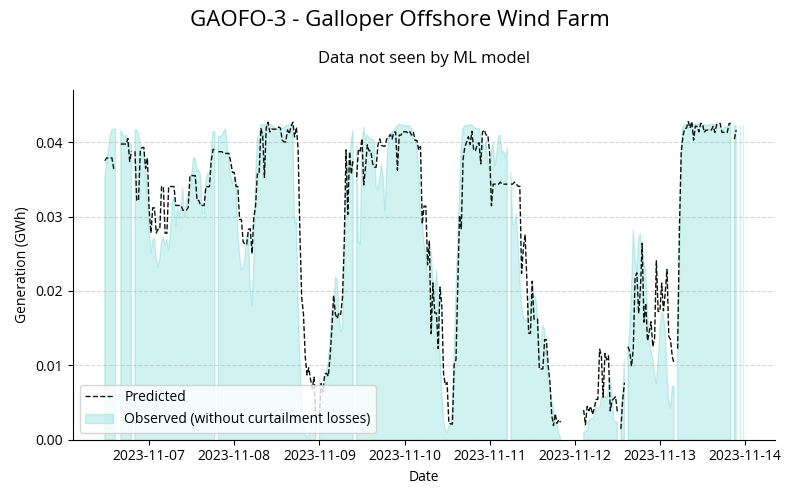 GAOFO-3 - Galloper Offshore Wind Farm
Data not seen by ML model
Generation (GWh)
0.04
0.03
0.02
0.01
0.00
Predicted
Observed (without curtailment losses)
2023-11-07
2023-11-08
2023-11-09
2023-11-10
2023-11-11
2023-11-12
2023-11-13
2023-11-14
Date